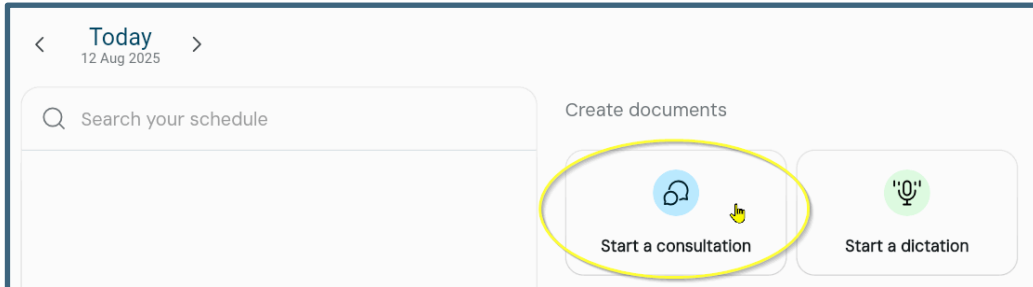 Today
12 Aug 2025
Search your schedule
Create documents
Start a consultation
Start a dictation